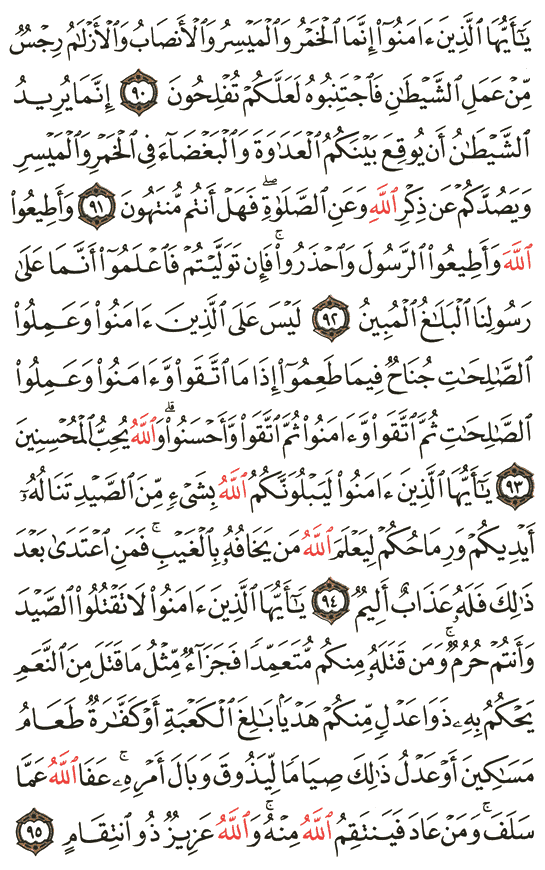 يَـٰٓأَيُّهَا ٱلَّذِينَ ءَامَنُوٓا۟ إِنَّمَا ٱلْخَمْرُ وَٱلْمَيْسِرُ وَٱلْأَنصَابُ وَٱلْأَزْلَـٰمُ رِجْسٌ
مِّنْ عَمَلِ ٱلشَّيْطَـٰنِ فَٱجْتَنِبُوهُ لَعَلَّكُمْ تُفْلِحُونَ ٩٠ إِنَّمَا يُرِيدُ
ٱلشَّيْطَـٰنُ أَن يُوقِعَ بَيْنَكُمُ ٱلْعَدَٰوَةَ وَٱلْبَغْضَآءَ فِى ٱلْخَمْرِ وَٱلْمَيْسِرِ
وَيَصُدَّكُمْ عَن ذِكْرِ ٱللَّهِ وَعَنِ ٱلصَّلَوٰةِ ۖ فَهَلْ أَنتُم مُّنتَهُونَ ٩١ وَأَطِيعُوا۟
ٱللَّهَ وَأَطِيعُوا۟ ٱلرَّسُولَ وَٱحْذَرُوا۟ ۚ فَإِن تَوَلَّيْتُمْ فَٱعْلَمُوٓا۟ أَنَّمَا عَلَىٰ
رَسُولِنَا ٱلْبَلَـٰغُ ٱلْمُبِينُ ٩٢ لَيْسَ عَلَى ٱلَّذِينَ ءَامَنُوا۟ وَعَمِلُوا۟
ٱلصَّـٰلِحَـٰتِ جُنَاحٌ فِيمَا طَعِمُوٓا۟ إِذَا مَا ٱتَّقَوا۟ وَّءَامَنُوا۟ وَعَمِلُوا۟
ٱلصَّـٰلِحَـٰتِ ثُمَّ ٱتَّقَوا۟ وَّءَامَنُوا۟ ثُمَّ ٱتَّقَوا۟ وَّأَحْسَنُوا۟ ۗ وَٱللَّهُ يُحِبُّ ٱلْمُحْسِنِينَ
٩٣ يَـٰٓأَيُّهَا ٱلَّذِينَ ءَامَنُوا۟ لَيَبْلُوَنَّكُمُ ٱللَّهُ بِشَىْءٍ مِّنَ ٱلصَّيْدِ تَنَالُهُۥٓ
أَيْدِيكُمْ وَرِمَاحُكُمْ لِيَعْلَمَ ٱللَّهُ مَن يَخَافُهُۥ بِٱلْغَيْبِ ۚ فَمَنِ ٱعْتَدَىٰ بَعْدَ
ذَٰلِكَ فَلَهُۥ عَذَابٌ أَلِيمٌ ٩٤ يَـٰٓأَيُّهَا ٱلَّذِينَ ءَامَنُوا۟ لَا تَقْتُلُوا۟ ٱلصَّيْدَ
وَأَنتُمْ حُرُمٌ ۚ وَمَن قَتَلَهُۥ مِنكُم مُّتَعَمِّدًا فَجَزَآءٌ مِّثْلُ مَا قَتَلَ مِنَ ٱلنَّعَمِ
يَحْكُمُ بِهِۦ ذَوَا عَدْلٍ مِّنكُمْ هَدْيًۢا بَـٰلِغَ ٱلْكَعْبَةِ أَوْ كَفَّـٰرَةٌ طَعَامُ
مَسَـٰكِينَ أَوْ عَدْلُ ذَٰلِكَ صِيَامًا لِّيَذُوقَ وَبَالَ أَمْرِهِۦ ۗ عَفَا ٱللَّهُ عَمَّا
سَلَفَ ۚ وَمَنْ عَادَ فَيَنتَقِمُ ٱللَّهُ مِنْهُ ۗ وَٱللَّهُ عَزِيزٌ ذُو ٱنتِقَامٍ ٩٥